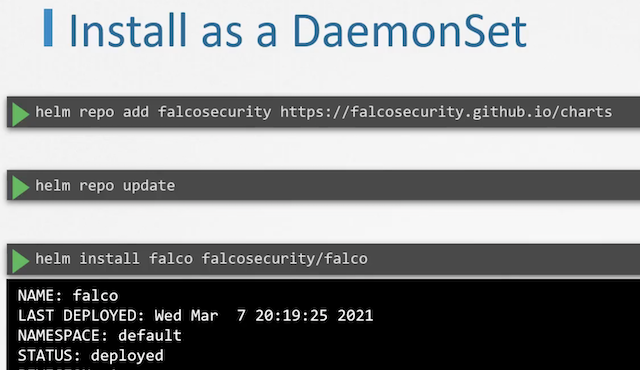 Install as a DaemonSet
helm repo add falcosecurity https://falcosecurity.github.io/charts
helm repo update
helm install falco falcosecurity/falco
NAME: falco
LAST DEPLOYED: Wed Mar  7 20:19:25 2021
NAMESPACE: default
STATUS: deployed